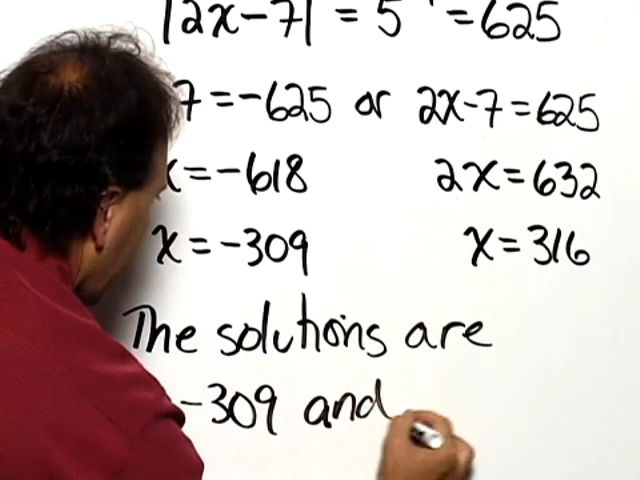 |2x-7| = 5 = 625
7 = -625 or 2x-7 = 625
x = -618 2x = 632
x = -309 x = 316
The solutions are
-309 and